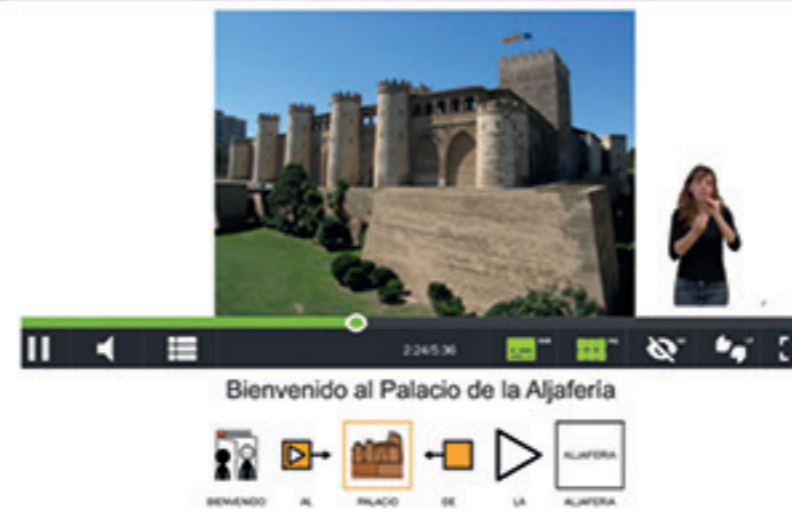 2:24/5:36
Bienvenido al Palacio de la Aljafería
ALJAFERIA
BIENVENIDO AL PALACIO DE LA ALJAFERIA